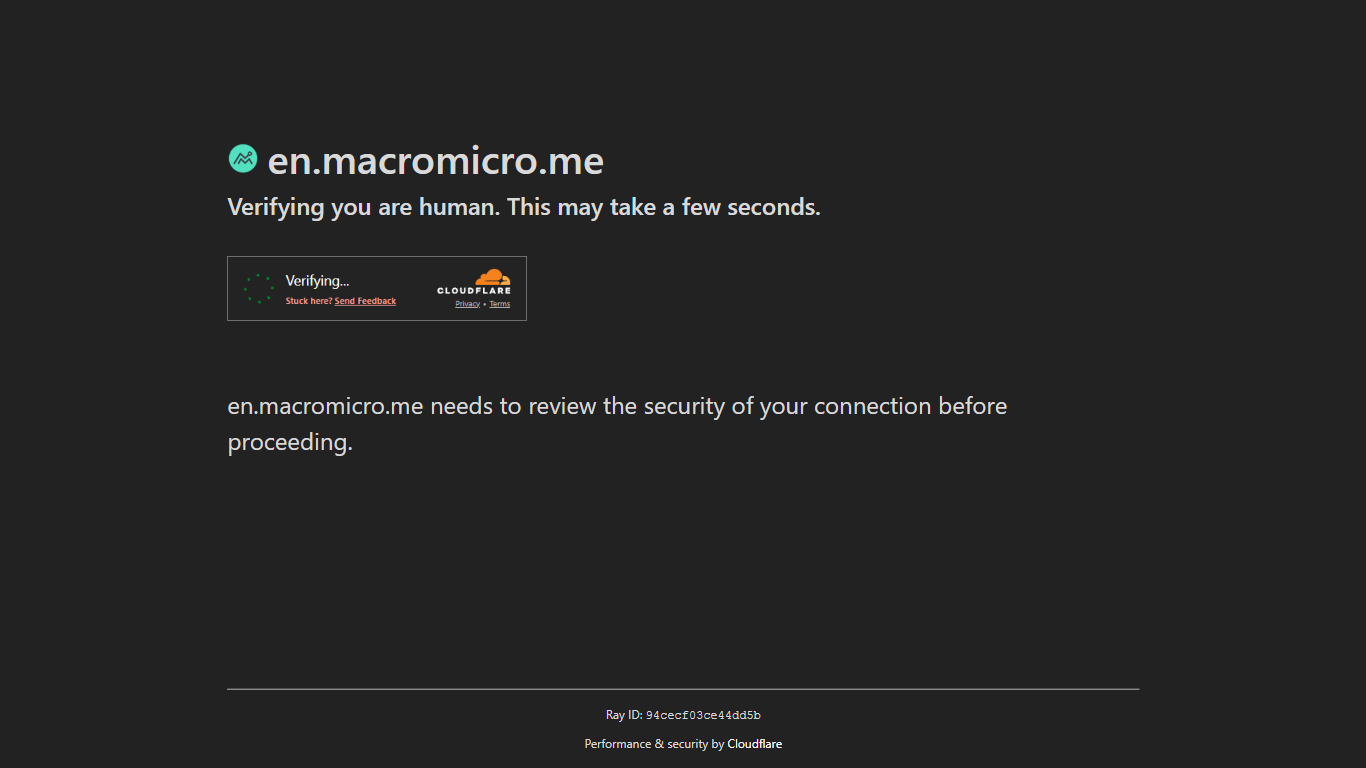 en.macromicro.me
Verifying you are human. This may take a few seconds.
Verifying...
Stuck here? Send Feedback
CLOUDFLARE
Privacy • Terms
en.macromicro.me needs to review the security of your connection before
proceeding.
Ray ID: 94cecf03ce44dd5b
Performance & security by Cloudflare